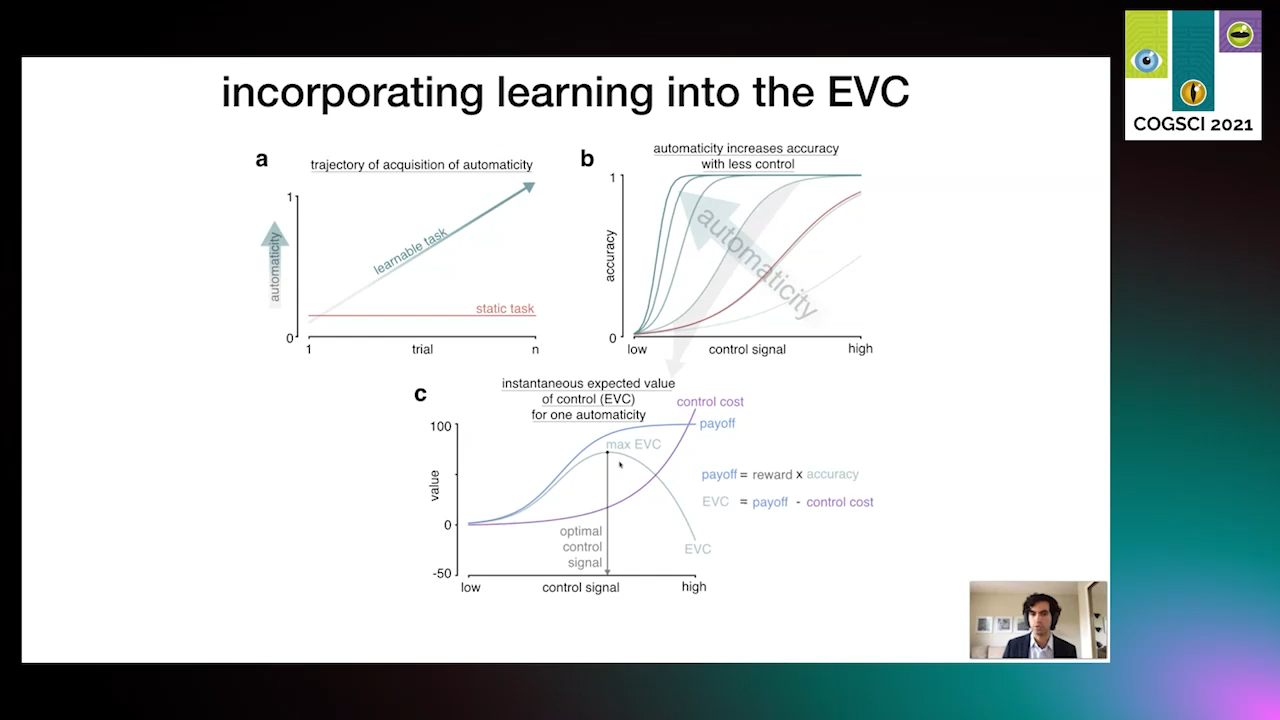 incorporating learning into the EVC
a
trajectory of acquisition of automaticity
1
automaticity
learnable task
static task
0
1
trial
n
b
automaticity increases accuracy
with less control
1
accuracy
automaticity
0
low
control signal
high
c
instantaneous expected value
of control (EVC)
for one automaticity
control cost
100
payoff
max EVC
value
payoff = reward x accuracy
EVC = payoff - control cost
0
optimal
control
signal
EVC
-50
low
control signal
high
COGSCI 2021